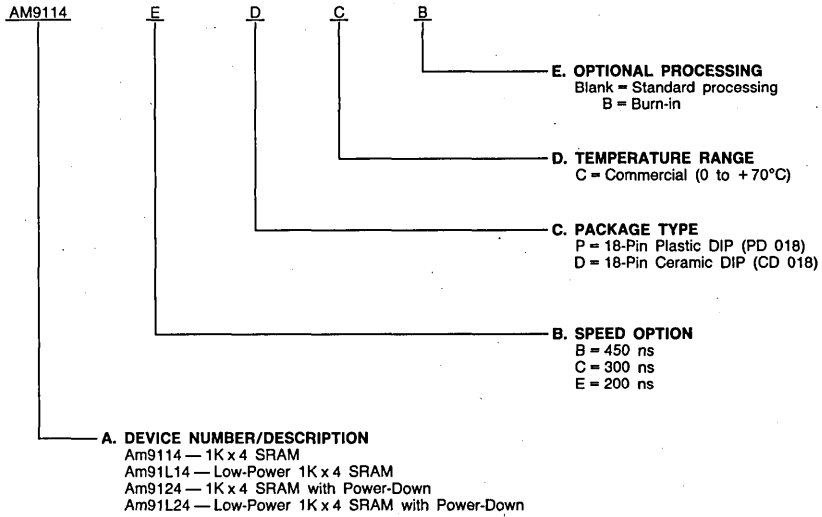 AM9114 E D C B
E. OPTIONAL PROCESSING
Blank = Standard processing
B = Burn-in
D. TEMPERATURE RANGE
C = Commercial (0 to +70°C)
C. PACKAGE TYPE
P = 18-Pin Plastic DIP (PD 018)
D = 18-Pin Ceramic DIP (CD 018)
B. SPEED OPTION
B = 450 ns
C = 300 ns
E = 200 ns
A. DEVICE NUMBER/DESCRIPTION
Am9114 — 1K x 4 SRAM
Am91L14 — Low-Power 1K x 4 SRAM
Am9124 — 1K x 4 SRAM with Power-Down
Am91L24 — Low-Power 1K x 4 SRAM with Power-Down